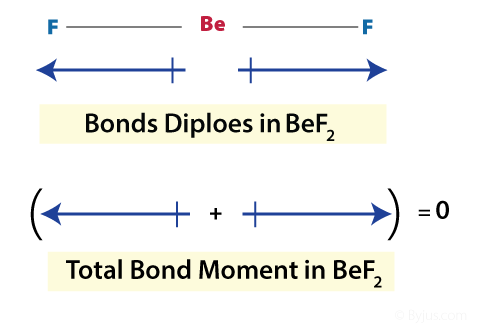 F Be F
Bonds Diploes in BeF₂
( + ) = 0
Total Bond Moment in BeF₂
© Byjus.com